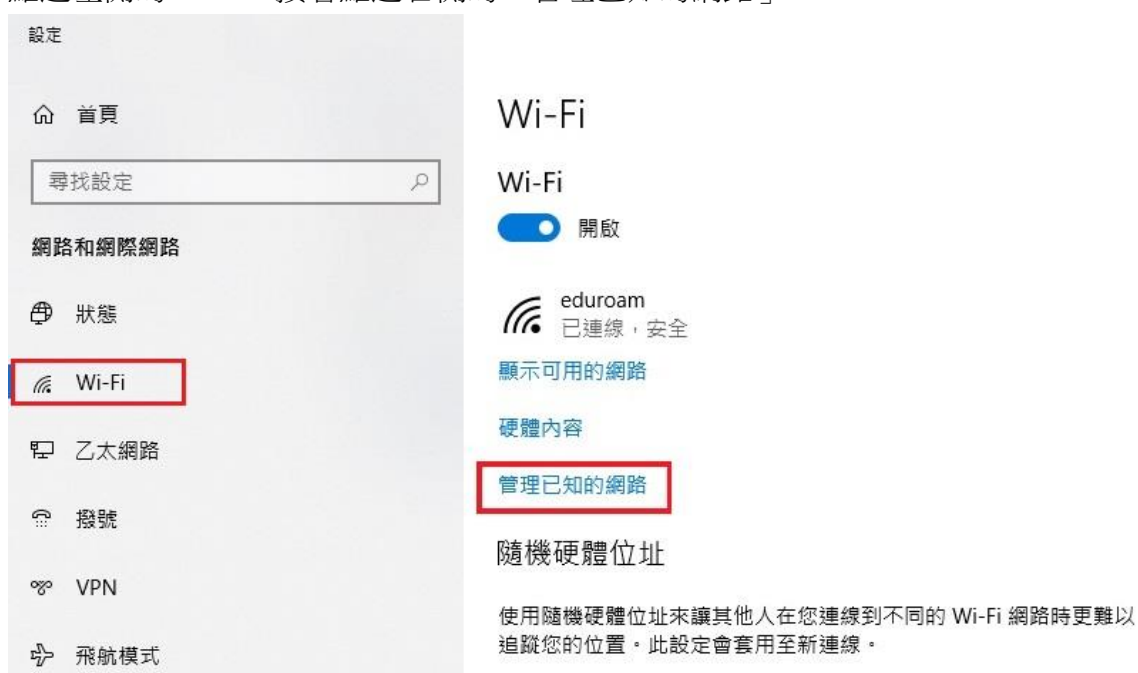 設定
首頁
尋找設定
網路和網際網路
狀態
Wi-Fi
乙太網路
撥號
VPN
飛航模式
Wi-Fi
Wi-Fi
開啟
eduroam
已連線，安全
顯示可用的網路
硬體內容
管理已知的網路
隨機硬體位址
使用隨機硬體位址來讓其他人在您連線到不同的 Wi-Fi 網路時更難以
追蹤您的位置。此設定會套用至新連線。